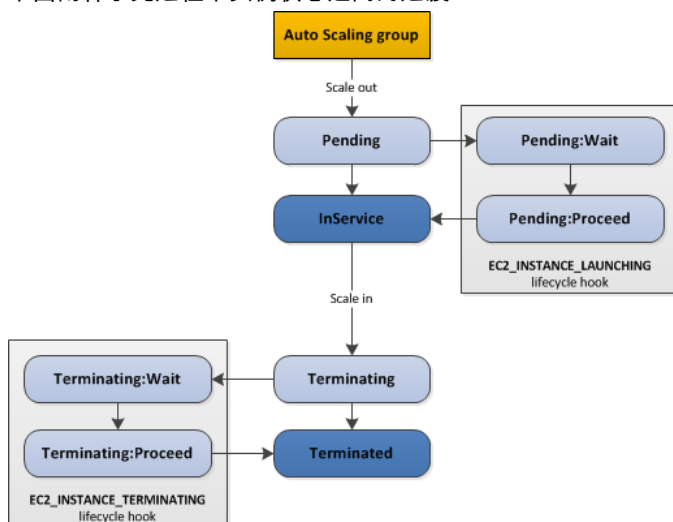 Auto Scaling group
Scale out
Pending
Pending:Wait
InService
Pending:Proceed
EC2_INSTANCE_LAUNCHING
lifecycle hook
Scale in
Terminating:Wait
Terminating
Terminating:Proceed
Terminated
EC2_INSTANCE_TERMINATING
lifecycle hook